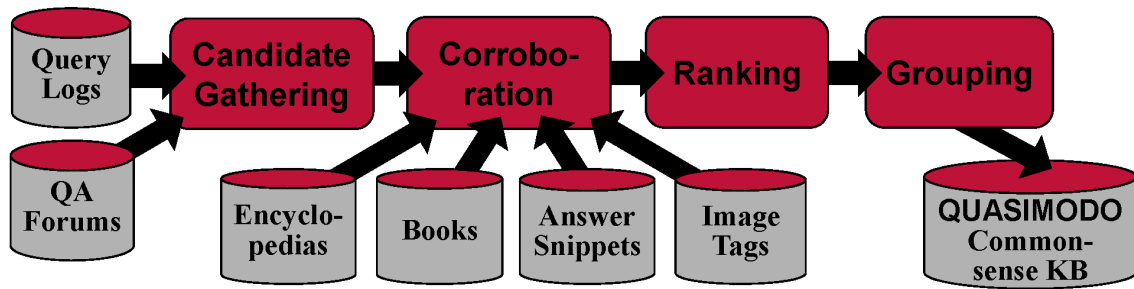 Query
Logs
Candidate
Gathering
Corrobo-
ration
Ranking
Grouping
QA
Forums
Encyclo-
pedias
Books
Answer
Snippets
Image
Tags
QUASIMODO
Common-
sense KB